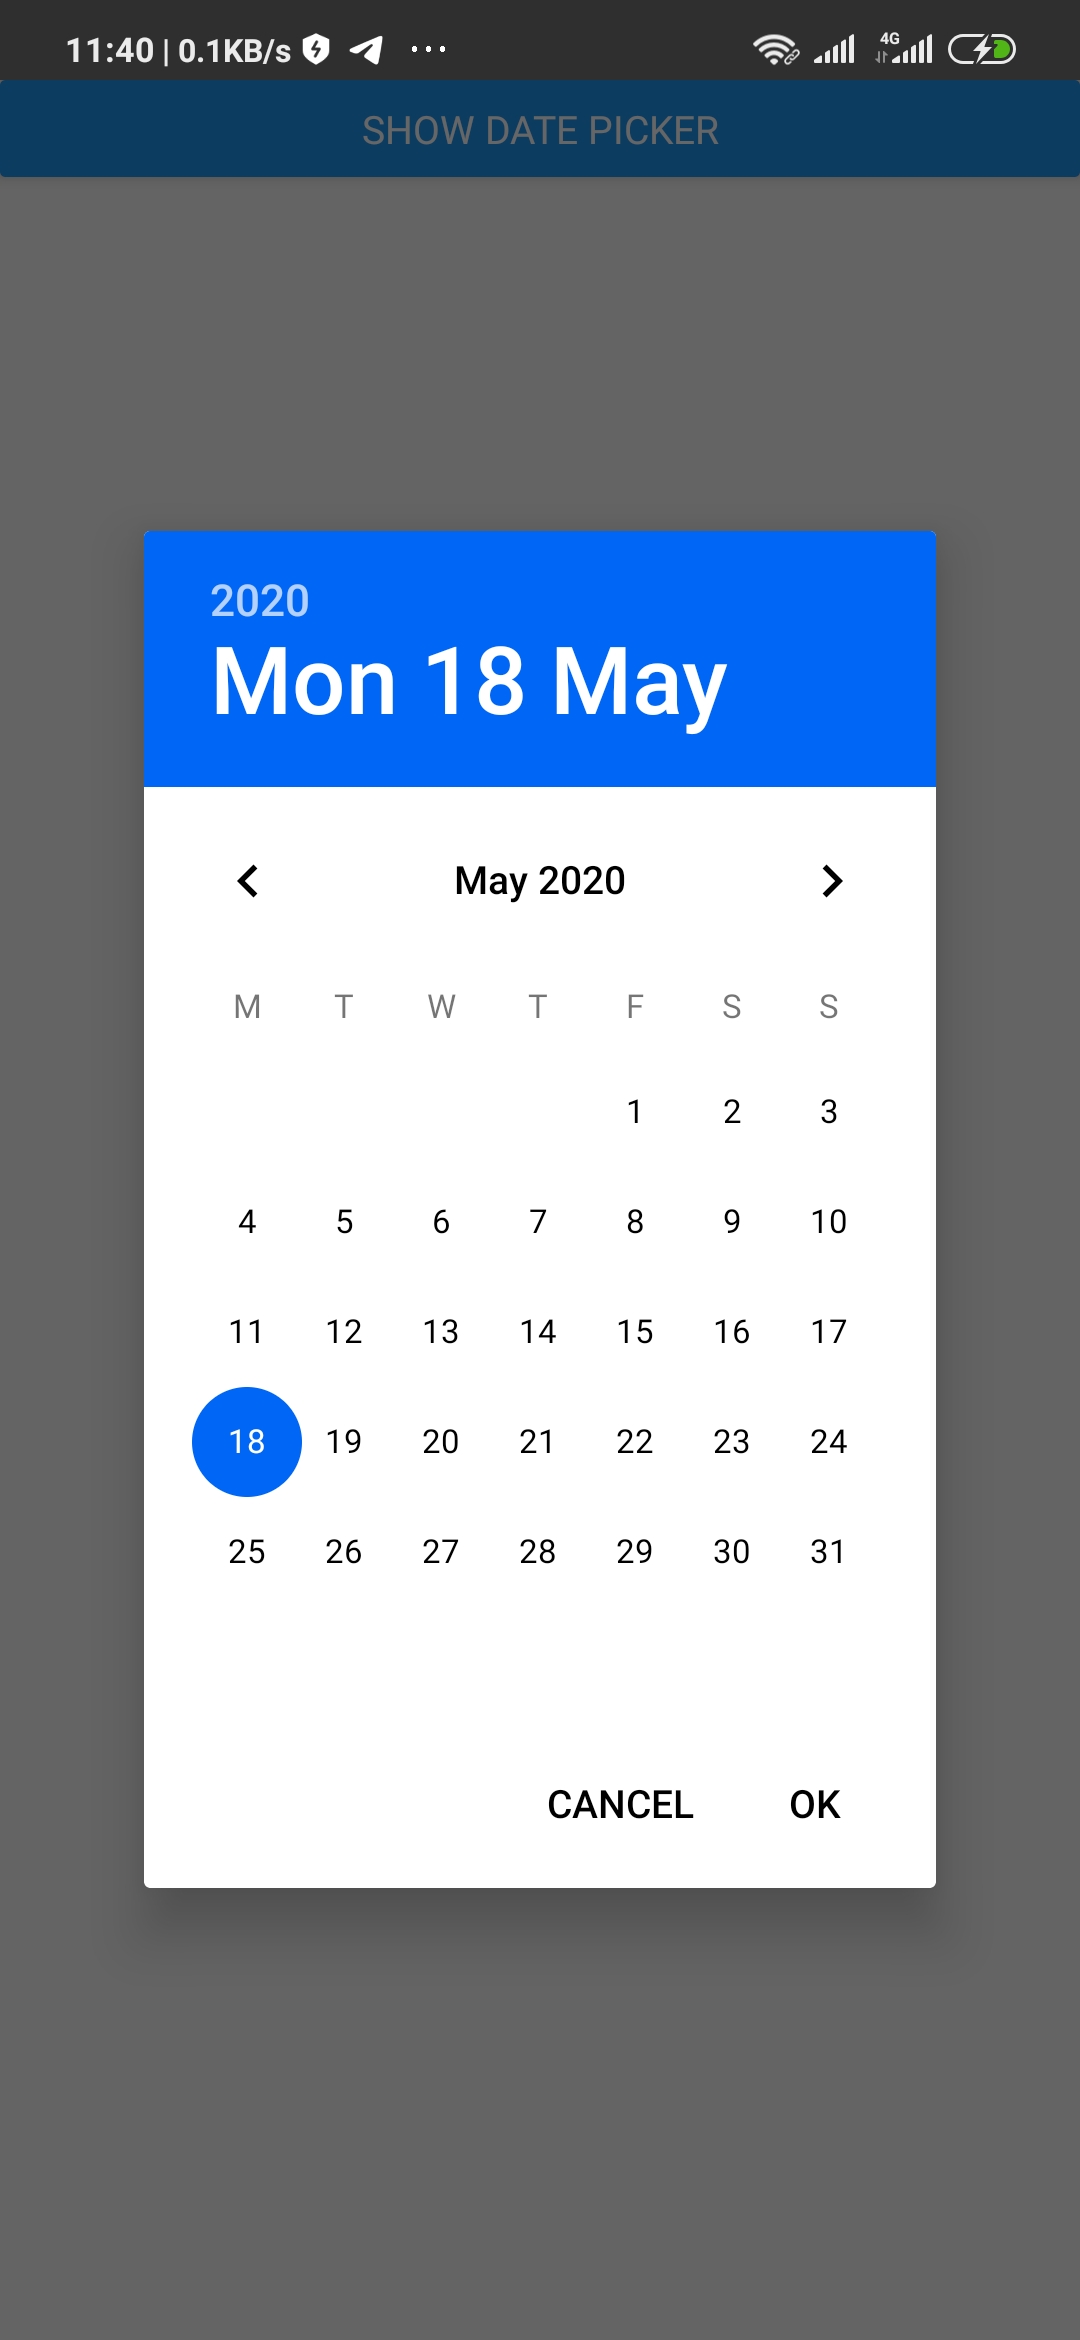 11:40 | 0.1KB/s ... 4G
SHOW DATE PICKER
2020
Mon 18 May
May 2020
M T W T F S S
1 2 3
4 5 6 7 8 9 10
11 12 13 14 15 16 17
18 19 20 21 22 23 24
25 26 27 28 29 30 31
CANCEL OK